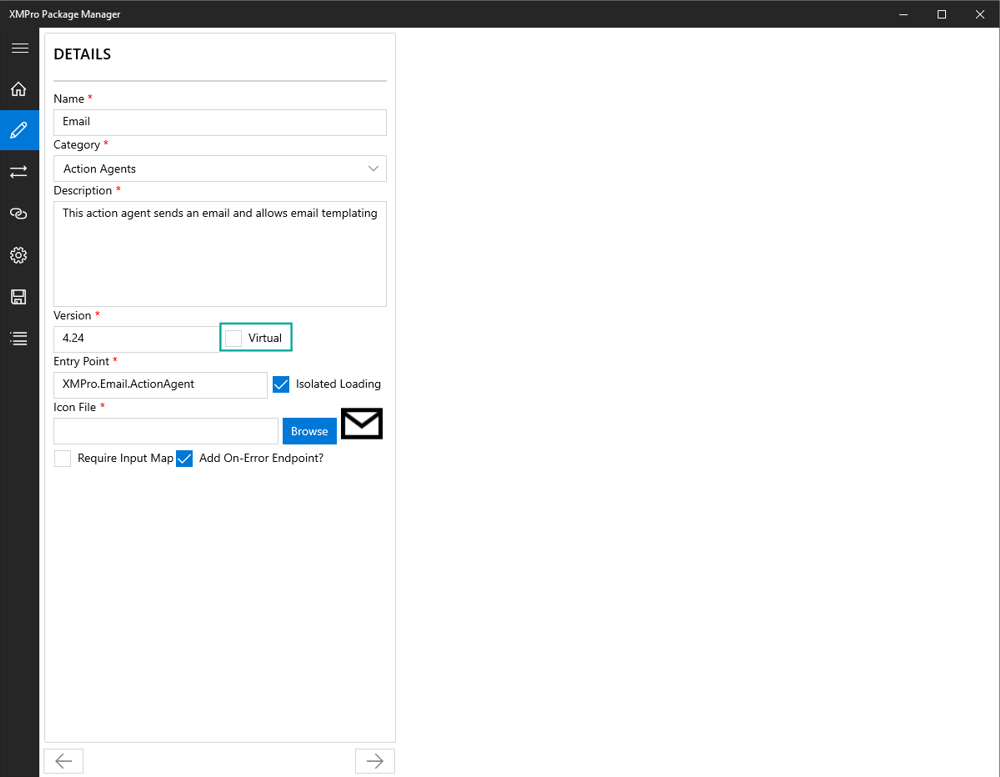 XMPro Package Manager
DETAILS
Name *
Email
Category *
Action Agents
Description *
This action agent sends an email and allows email templating
Version *
4.24
Virtual
Entry Point *
XMPro.Email.ActionAgent
Isolated Loading
Icon File *
Browse
Require Input Map
Add On-Error Endpoint?